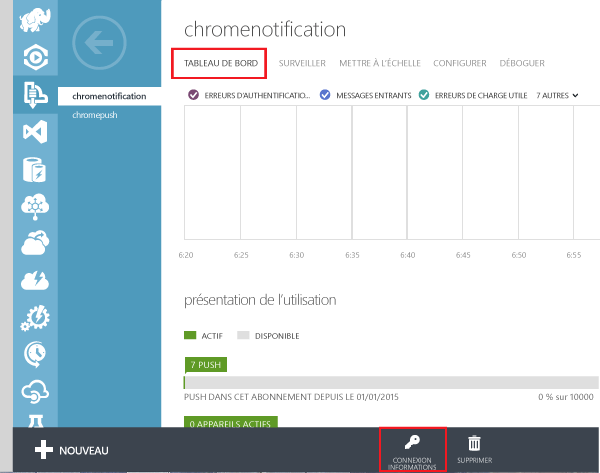 chromenotification
TABLEAU DE BORD SURVEILLER METTRE À L'ÉCHELLE CONFIGURER DÉBOGUER
chromenotification
chromepush
ERREURS D'AUTHENTIFICATIO... MESSAGES ENTRANTS ERREURS DE CHARGE UTILE 7 AUTRES
6:20 6:25 6:30 6:35 6:40 6:45 6:50 6:55
présentation de l'utilisation
ACTIF DISPONIBLE
7 PUSH
PUSH DANS CET ABONNEMENT DEPUIS LE 01/01/2015 0 % sur 10000
0 APPAREILS ACTIFS
NOUVEAU
CONNEXION
INFORMATIONS
SUPPRIMER